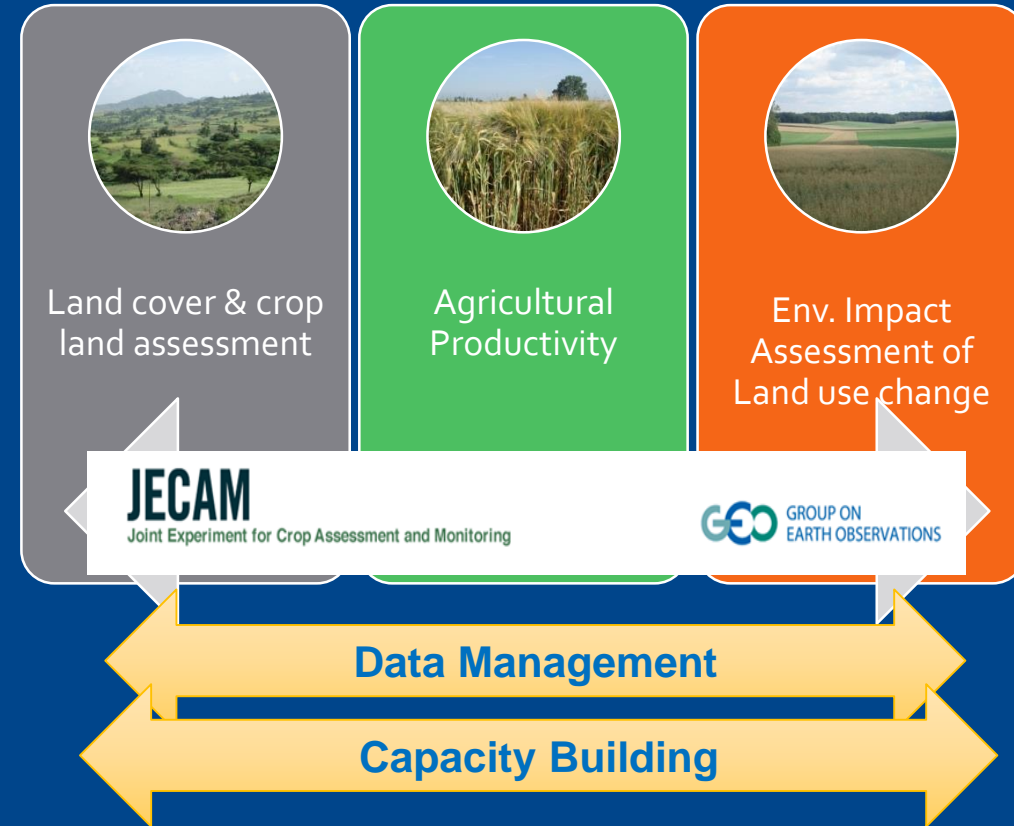 Land cover & crop
land assessment
Agricultural
Productivity
Env. Impact
Assessment of
Land use change
JECAM
Joint Experiment for Crop Assessment and Monitoring
GEO
GROUP ON
EARTH OBSERVATIONS
Data Management
Capacity Building